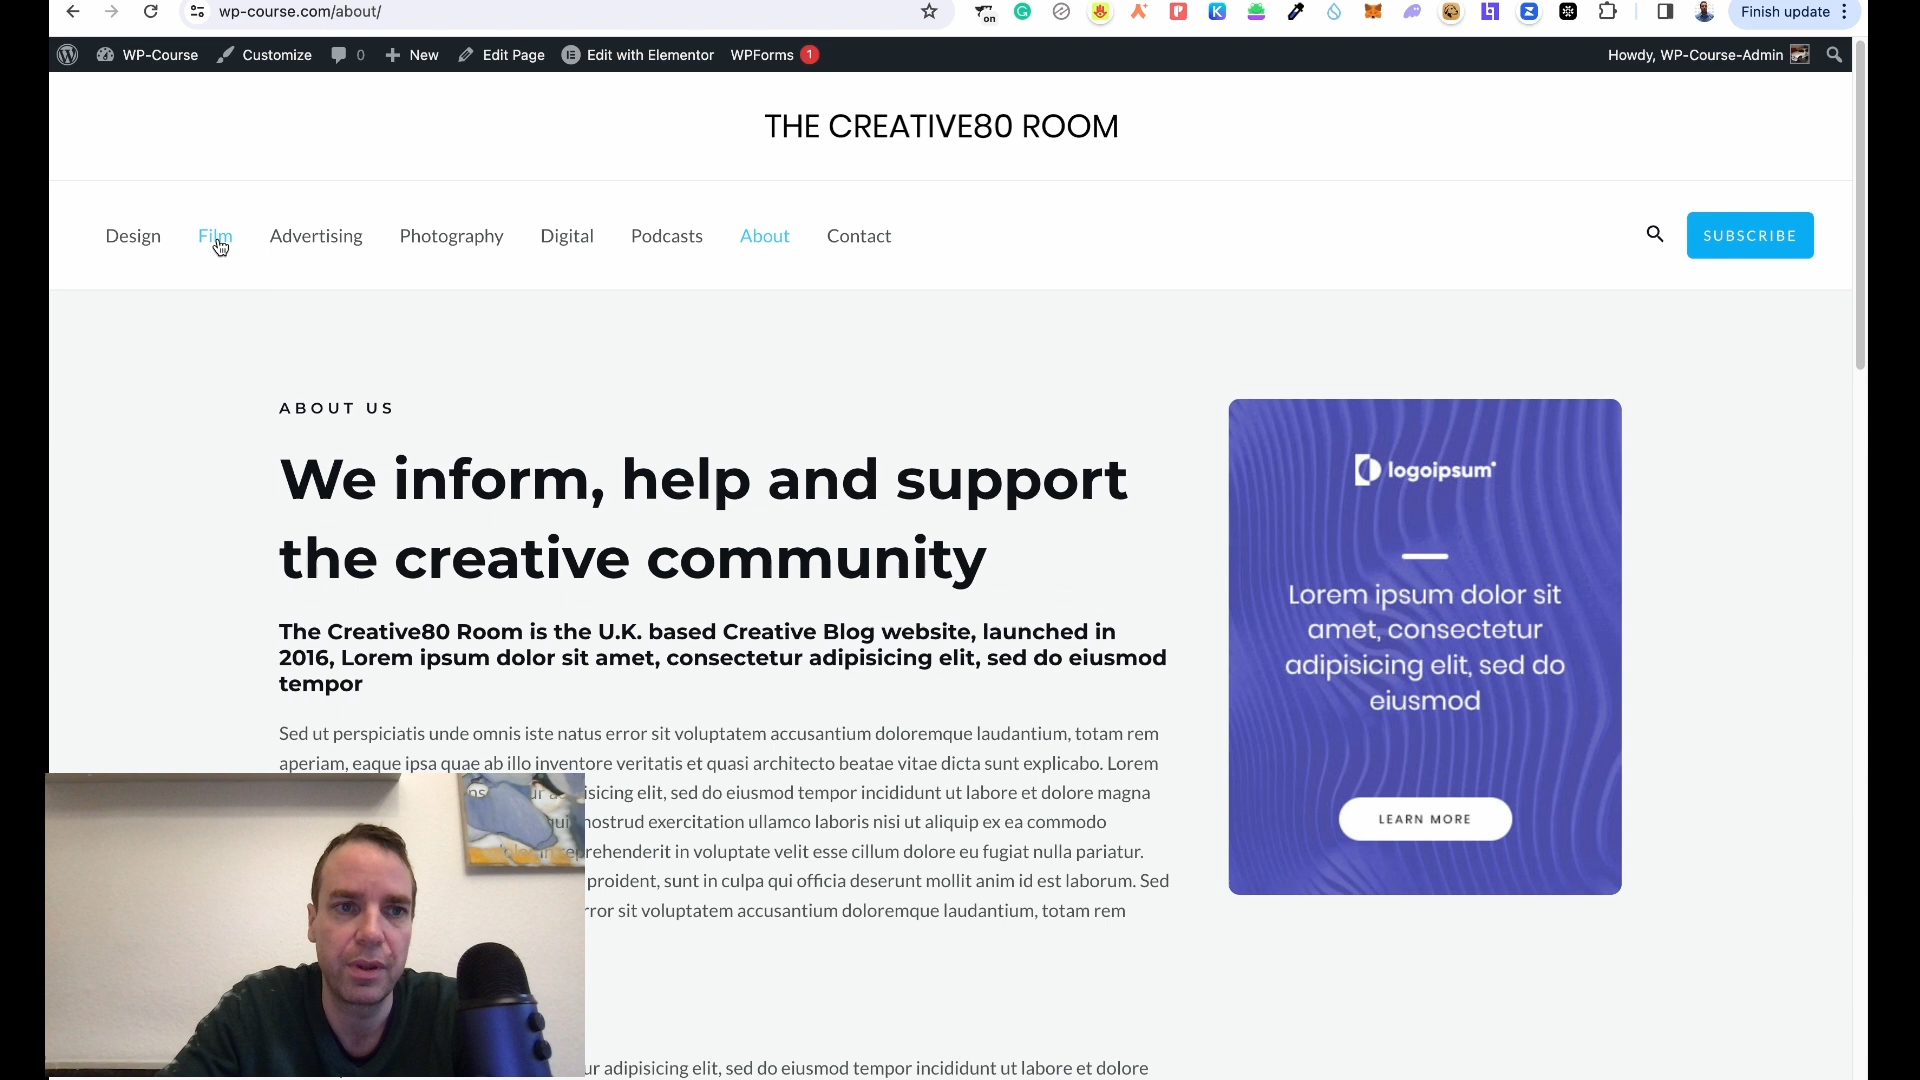 wp-course.com/about/
on
Finish update
WP-Course
Customize
0
New
Edit Page
Edit with Elementor
WPForms 1
Howdy, WP-Course-Admin
THE CREATIVE80 ROOM
Design
Film
Advertising
Photography
Digital
Podcasts
About
Contact
SUBSCRIBE
ABOUT US
We inform, help and support
the creative community
The Creative80 Room is the U.K. based Creative Blog website, launched in
2016, Lorem ipsum dolor sit amet, consectetur adipisicing elit, sed do eiusmod
tempor
Sed ut perspiciatis unde omnis iste natus error sit voluptatem accusantium doloremque laudantium, totam rem
aperiam, eaque ipsa quae ab illo inventore veritatis et quasi architecto beatae vitae dicta sunt explicabo. Lorem
isicing elit, sed do eiusmod tempor incididunt ut labore et dolore magna
nostrud exercitation ullamco laboris nisi ut aliquip ex ea commodo
prehenderit in voluptate velit esse cillum dolore eu fugiat nulla pariatur.
proident, sunt in culpa qui officia deserunt mollit anim id est laborum. Sed
rror sit voluptatem accusantium doloremque laudantium, totam rem
ur adipisicing elit, sed do eiusmod tempor incididunt ut labore et dolore
logoipsum
Lorem ipsum dolor sit
amet, consectetur
adipisicing elit, sed do
eiusmod
LEARN MORE